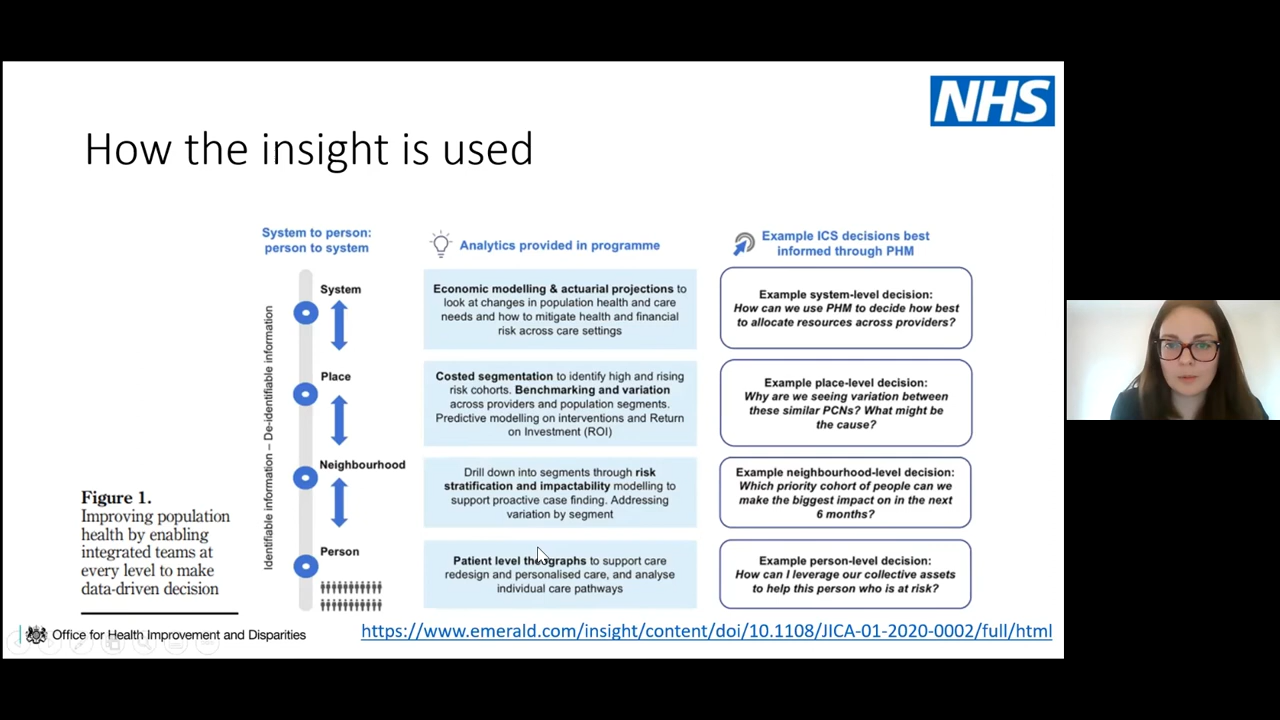 NHS
How the insight is used
System to person:
person to system
Analytics provided in programme
Example ICS decisions best
informed through PHM
Identifiable information – De-identifiable information
System
Economic modelling & actuarial projections to
look at changes in population health and care
needs and how to mitigate health and financial
risk across care settings
Example system-level decision:
How can we use PHM to decide how best
to allocate resources across providers?
Place
Costed segmentation to identify high and rising
risk cohorts. Benchmarking and variation
across providers and population segments.
Predictive modelling on interventions and Return
on Investment (ROI)
Example place-level decision:
Why are we seeing variation between
these similar PCNs? What might be
the cause?
Neighbourhood
Drill down into segments through risk
stratification and impactability modelling to
support proactive case finding. Addressing
variation by segment
Example neighbourhood-level decision:
Which priority cohort of people can we
make the biggest impact on in the next
6 months?
Person
Patient level to support care
redesign and personalised care, and analyse
individual care pathways
Example person-level decision:
How can I leverage our collective assets
to help this person who is at risk?
Figure 1.
Improving population
health by enabling
integrated teams at
every level to make
data-driven decision
Office for Health Improvement and Disparities
https://www.emerald.com/insight/content/doi/10.1108/JICA-01-2020-0002/full/html